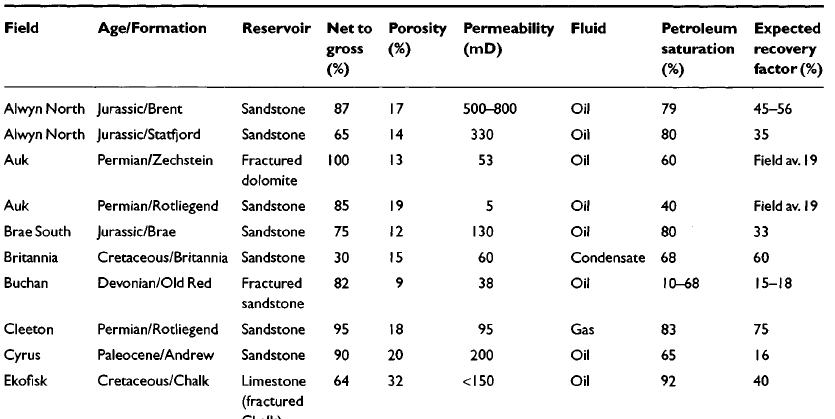 Field Age/Formation Reservoir Net to Porosity Permeability Fluid Petroleum Expected
gross (%) (mD) saturation recovery
(%) (%) factor (%)
Alwyn North Jurassic/Brent Sandstone 87 17 500–800 Oil 79 45–56
Alwyn North Jurassic/Statfjord Sandstone 65 14 330 Oil 80 35
Auk Permian/Zechstein Fractured 100 13 53 Oil 60 Field av. 19
dolomite
Auk Permian/Rotliegend Sandstone 85 19 5 Oil 40 Field av. 19
Brae South Jurassic/Brae Sandstone 75 12 130 Oil 80 33
Britannia Cretaceous/Britannia Sandstone 30 15 60 Condensate 68 60
Buchan Devonian/Old Red Fractured 82 9 38 Oil 10–68 15–18
sandstone
Cleeton Permian/Rotliegend Sandstone 95 18 95 Gas 83 75
Cyrus Paleocene/Andrew Sandstone 90 20 200 Oil 65 16
Ekofisk Cretaceous/Chalk Limestone 64 32 <150 Oil 92 40
(fractured